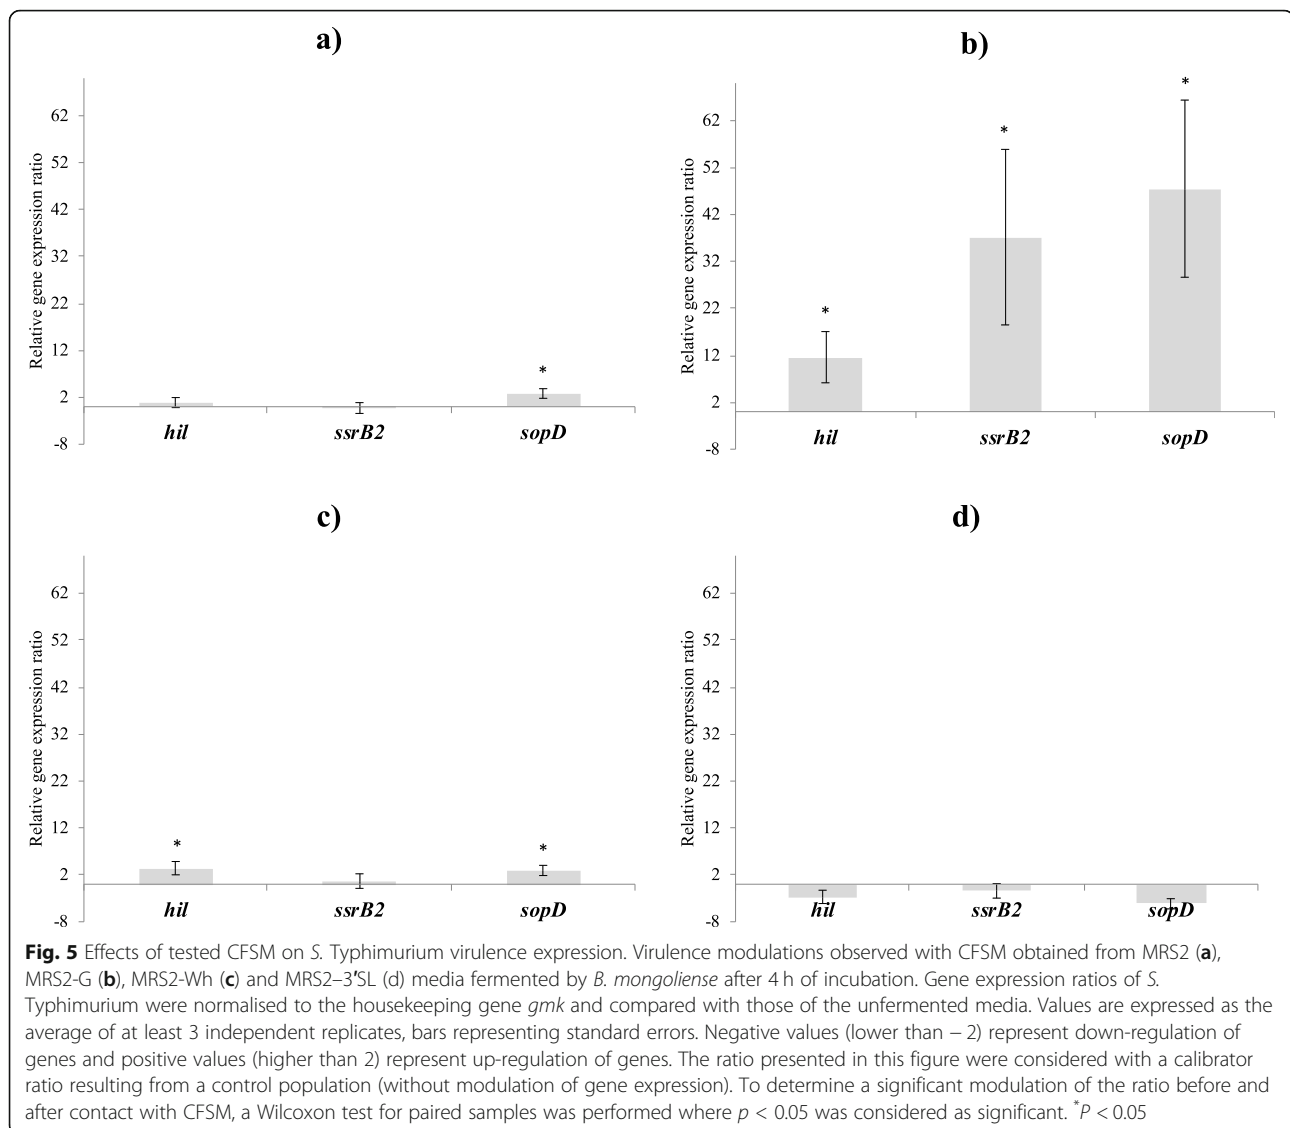 a)
Relative gene expression ratio
62
52
42
32
22
12
2
-8
*
hil
ssrB2
sopD
b)
Relative gene expression ratio
62
52
42
32
22
12
2
-8
*
*
*
hil
ssrB2
sopD
c)
Relative gene expression ratio
62
52
42
32
22
12
2
-8
*
*
hil
ssrB2
sopD
d)
Relative gene expression ratio
62
52
42
32
22
12
2
-8
hil
ssrB2
sopD
Fig. 5 Effects of tested CFSM on S. Typhimurium virulence expression. Virulence modulations observed with CFSM obtained from MRS2 (a),
MRS2-G (b), MRS2-Wh (c) and MRS2–3′SL (d) media fermented by B. mongoliense after 4 h of incubation. Gene expression ratios of S.
Typhimurium were normalised to the housekeeping gene gmk and compared with those of the unfermented media. Values are expressed as the
average of at least 3 independent replicates, bars representing standard errors. Negative values (lower than − 2) represent down-regulation of
genes and positive values (higher than 2) represent up-regulation of genes. The ratio presented in this figure were considered with a calibrator
ratio resulting from a control population (without modulation of gene expression). To determine a significant modulation of the ratio before and
after contact with CFSM, a Wilcoxon test for paired samples was performed where p < 0.05 was considered as significant. *P < 0.05